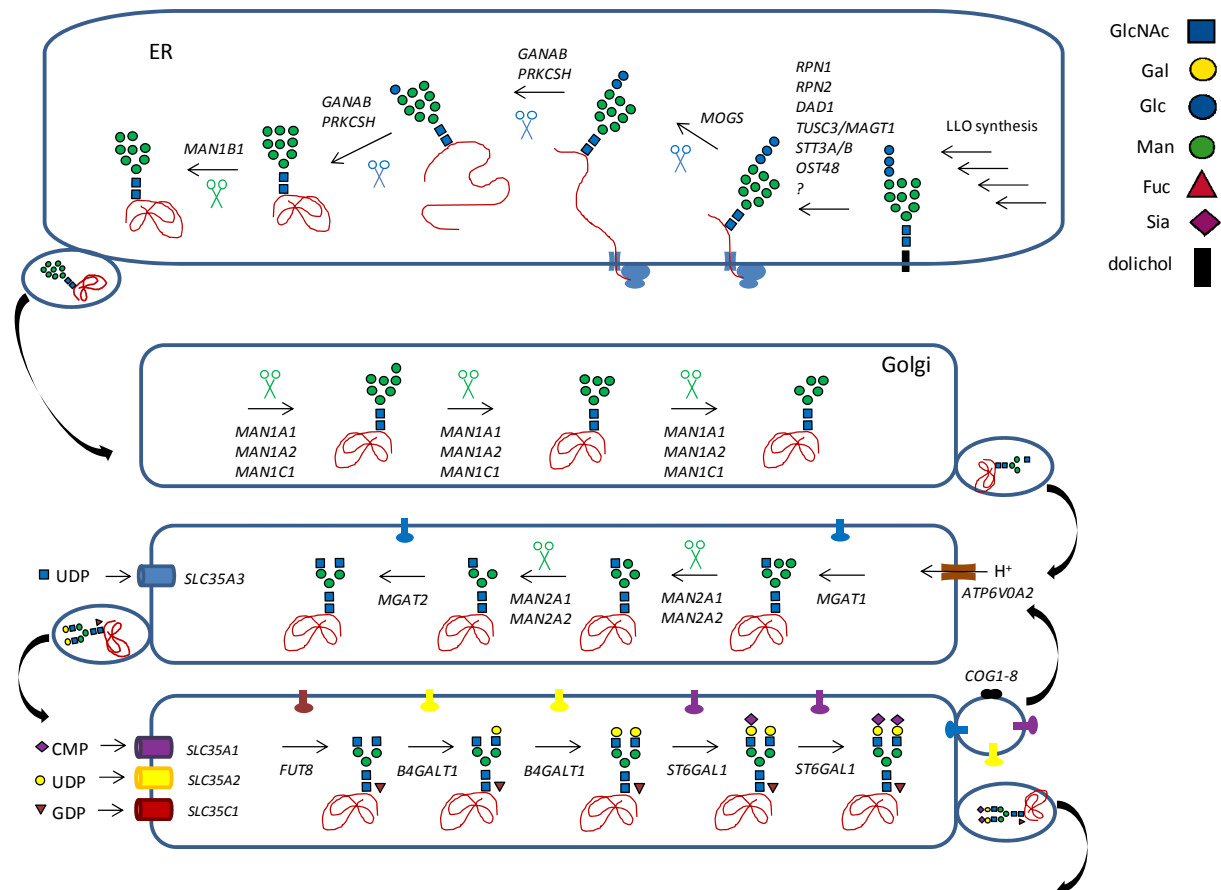 ER
GANAB
PRKCSH
GANAB
PRKCSH
MAN1B1
MOGS
RPN1
RPN2
DAD1
TUSC3/MAGT1
STT3A/B
OST48
?
LLO synthesis
GlcNAc
Gal
Glc
Man
Fuc
Sia
dolichol
Golgi
MAN1A1
MAN1A2
MAN1C1
MAN1A1
MAN1A2
MAN1C1
MAN1A1
MAN1A2
MAN1C1
UDP
SLC35A3
MGAT2
MAN2A1
MAN2A2
MAN2A1
MAN2A2
MGAT1
H⁺
ATP6V0A2
COG1-8
CMP
SLC35A1
UDP
SLC35A2
GDP
SLC35C1
FUT8
B4GALT1
B4GALT1
ST6GAL1
ST6GAL1